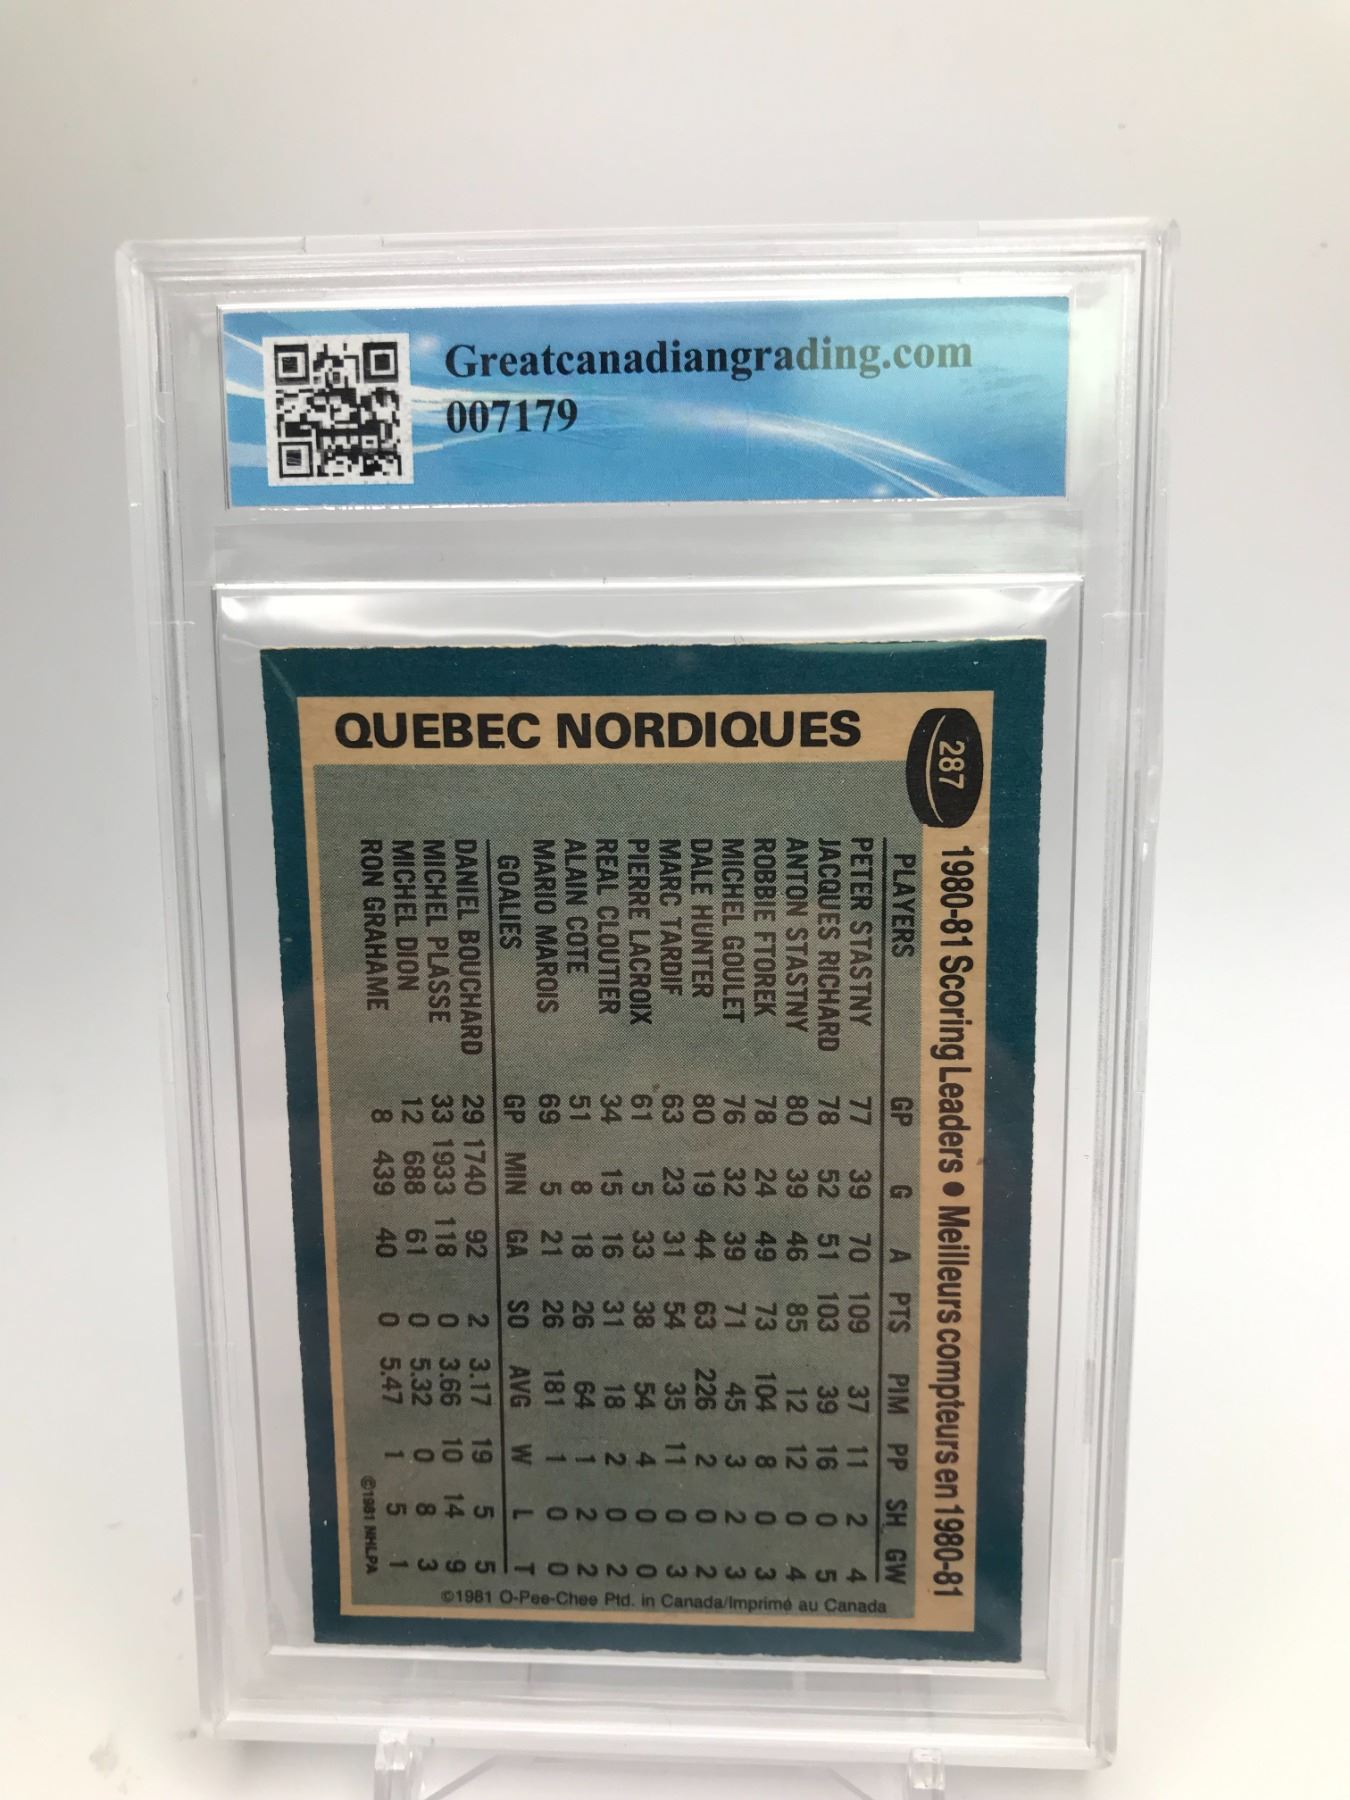 Greatcanadiangrading.com
007179
QUEBEC NORDIQUES
287
1980-81 Scoring Leaders • Meilleurs compteurs en 1980-81
PLAYERS GP G A PTS PIM PP SH GW
PETER STASTNY 77 39 70 109 37 11 2 4
JACQUES RICHARD 78 52 51 103 39 16 0 5
ANTON STASTNY 80 39 46 85 12 12 0 4
ROBBIE FTOREK 78 24 49 73 104 8 0 3
MICHEL GOULET 76 32 39 71 45 3 2 3
DALE HUNTER 80 19 44 63 226 2 0 2
MARC TARDIF 63 23 31 54 35 11 0 3
PIERRE LACROIX 61 5 33 38 54 4 0 0
REAL CLOUTIER 34 15 16 31 18 2 0 2
ALAIN COTE 51 8 18 26 64 1 2 2
MARIO MAROIS 69 5 21 26 181 1 0 0
GOALIES GP MIN GA SO AVG W L T
DANIEL BOUCHARD 29 1740 92 2 3.17 19 5 5
MICHEL PLASSE 33 1933 118 0 3.66 10 14 9
MICHEL DION 12 688 61 0 5.32 0 8 3
RON GRAHAME 8 439 40 0 5.47 1 5 1
©1981 NHLPA
©1981 O-Pee-Chee Ptd. in Canada/Imprimé au Canada